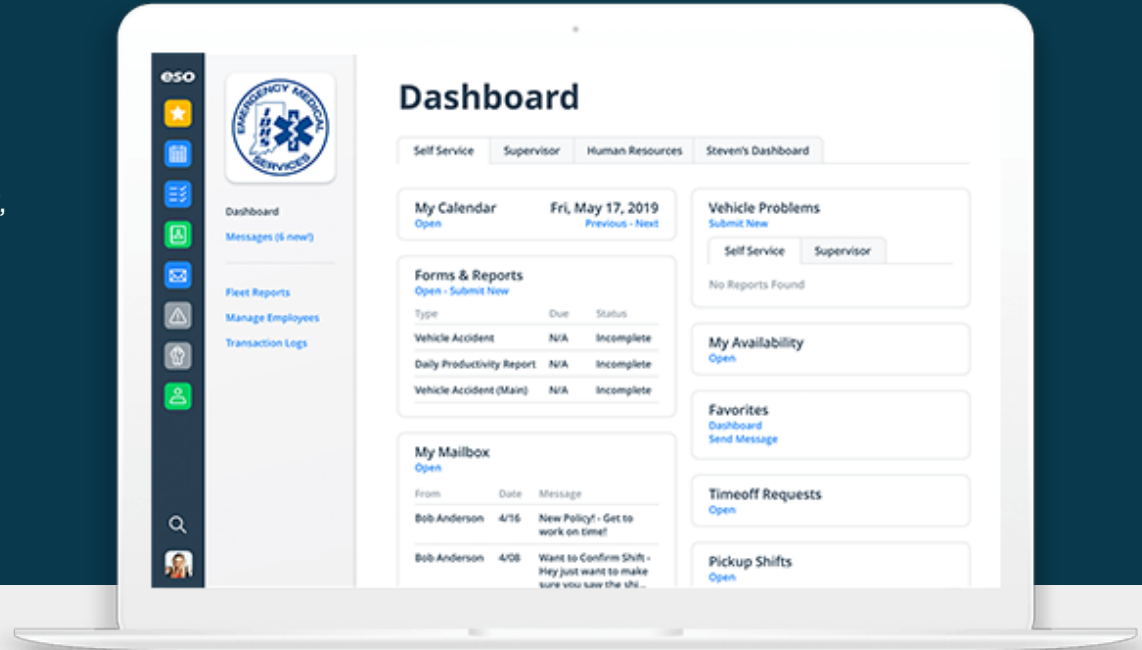 eso
EMERGENCY MEDICAL
SERVICES
Dashboard
Messages (6 new!)
Fleet Reports
Manage Employees
Transaction Logs
Dashboard
Self Service Supervisor Human Resources Steven's Dashboard
My Calendar Fri, May 17, 2019
Open Previous - Next
Forms & Reports
Open - Submit New
Type Due Status
Vehicle Accident N/A Incomplete
Daily Productivity Report N/A Incomplete
Vehicle Accident (Main) N/A Incomplete
My Mailbox
Open
From Date Message
Bob Anderson 4/16 New Policy! - Get to
work on time!
Bob Anderson 4/08 Want to Confirm Shift -
Hey just want to make
sure you saw the shi...
Vehicle Problems
Submit New
Self Service Supervisor
No Reports Found
My Availability
Open
Favorites
Dashboard
Send Message
Timeoff Requests
Open
Pickup Shifts
Open